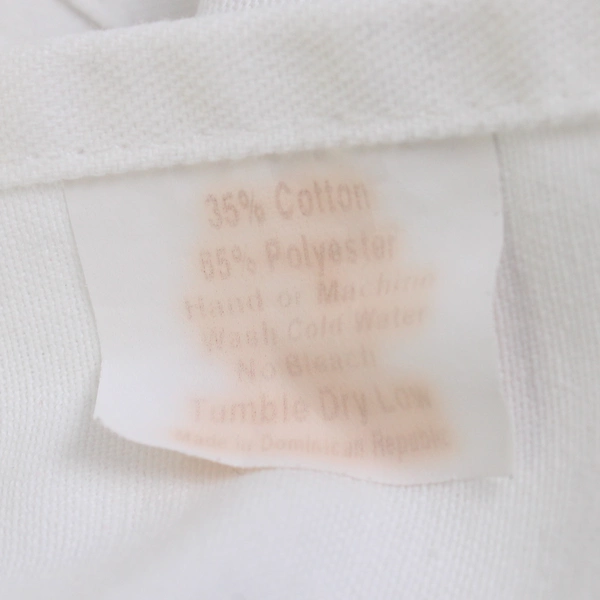 35% Cotton
65% Polyester
Hand or Machine
Wash Cold Water
No Bleach
Tumble Dry Low
Made in Dominican Republic